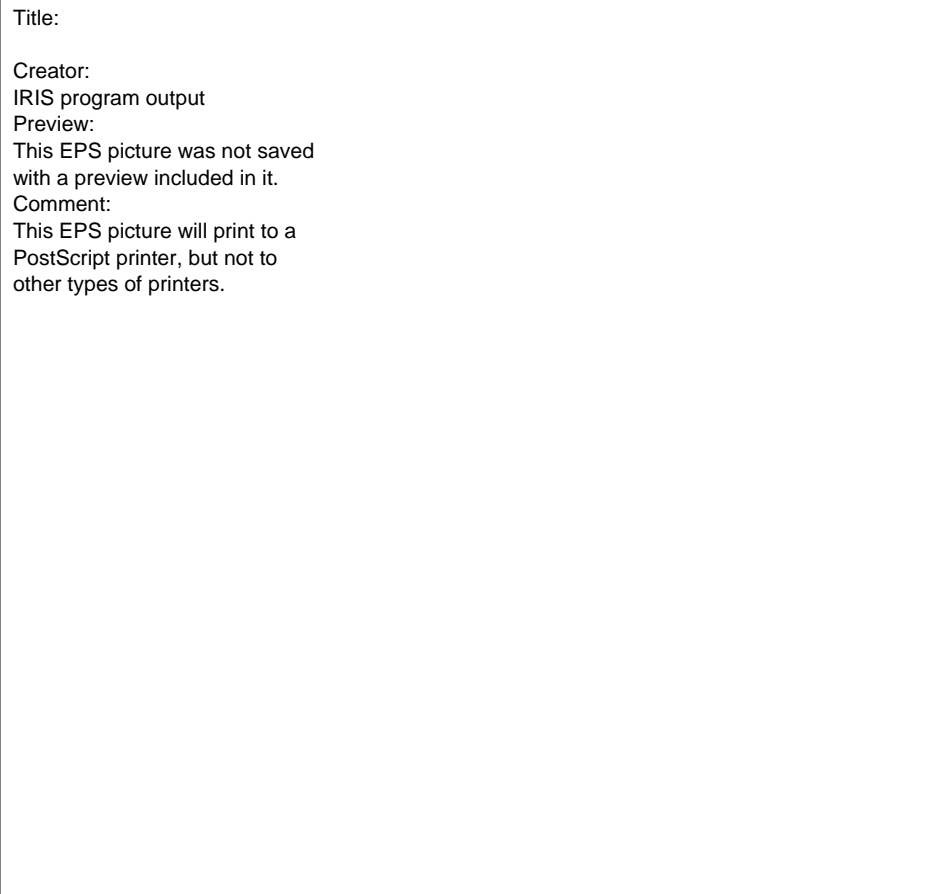 Title:
Creator:
IRIS program output
Preview:
This EPS picture was not saved
with a preview included in it.
Comment:
This EPS picture will print to a
PostScript printer, but not to
other types of printers.